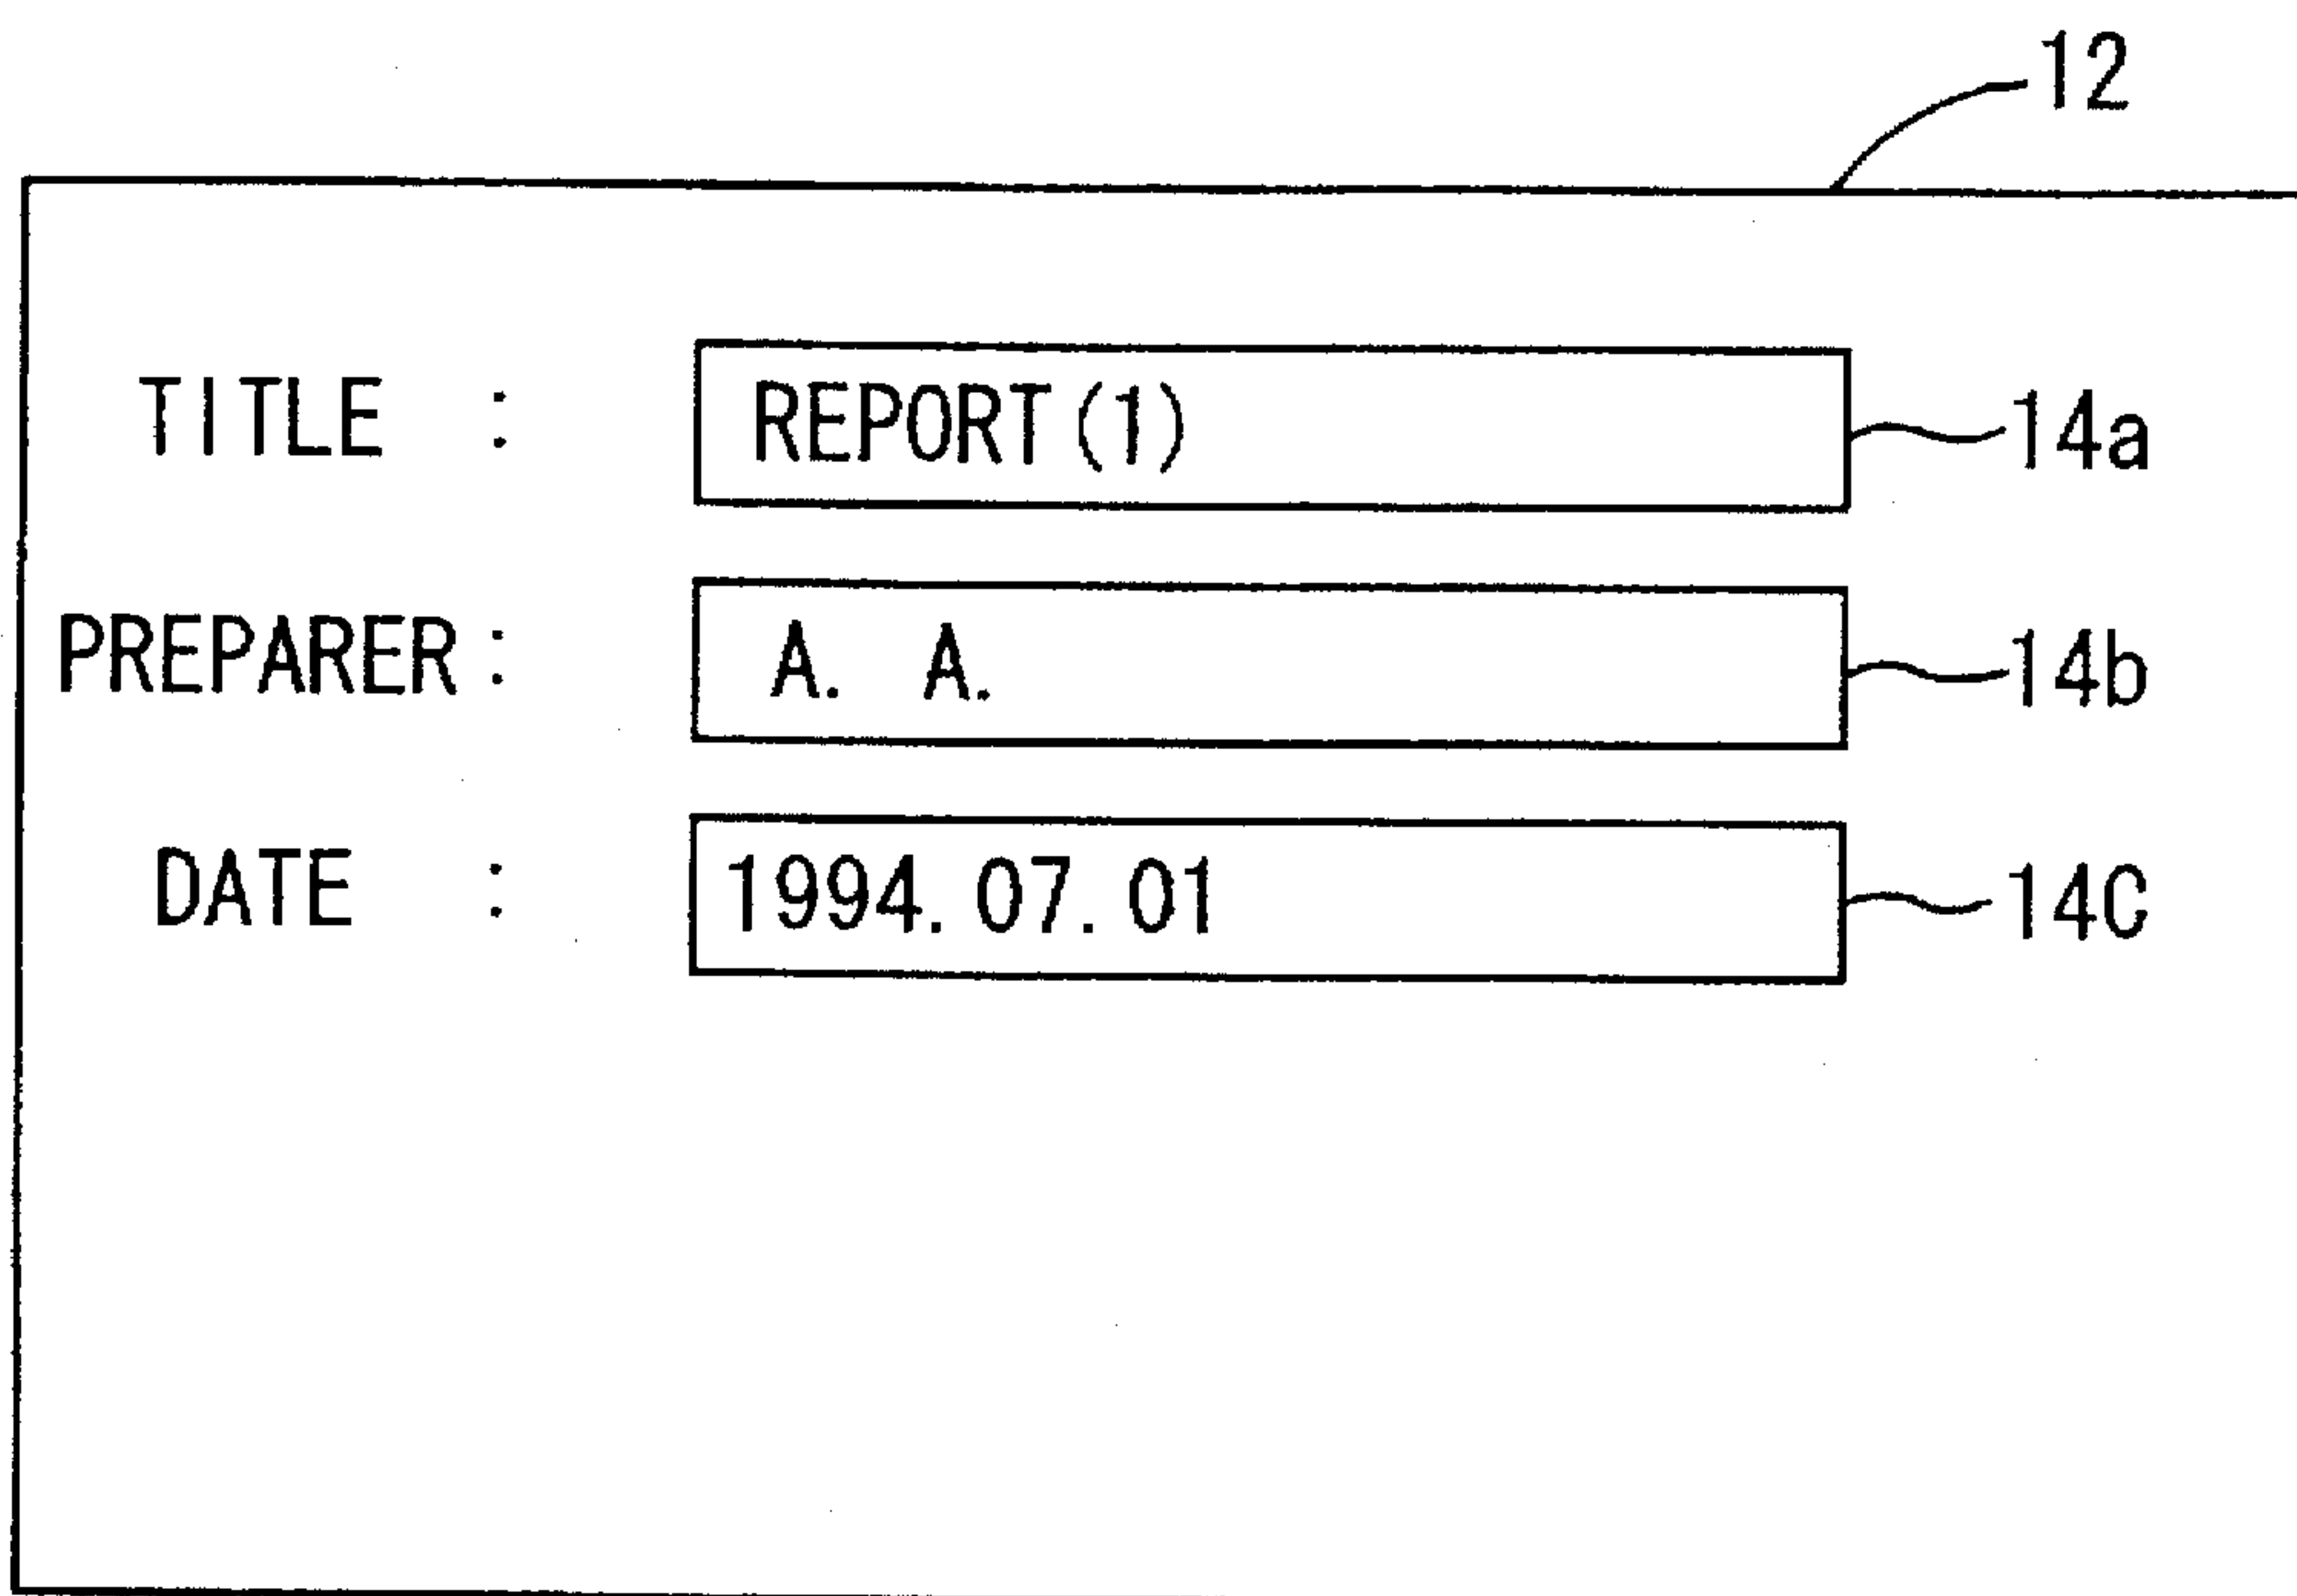 12
TITLE : REPORT(1) 14a
PREPARER: A. A. 14b
DATE : 1994.07.01 14C